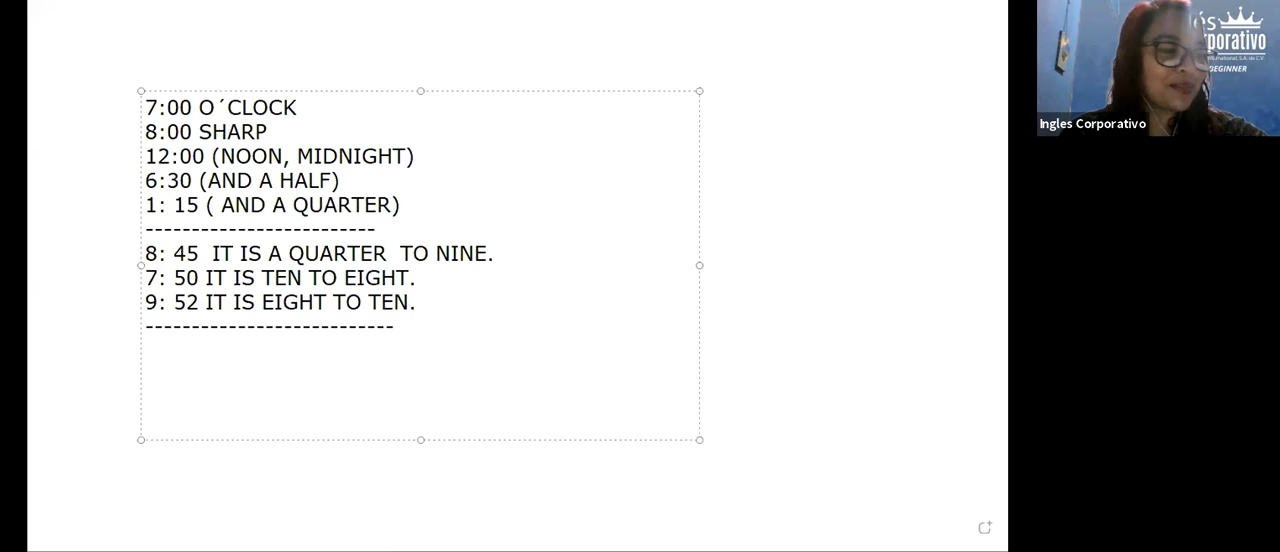 7:00 O´CLOCK
8:00 SHARP
12:00 (NOON, MIDNIGHT)
6:30 (AND A HALF)
1: 15 ( AND A QUARTER)
-------------------------
8: 45  IT IS A QUARTER  TO NINE.
7: 50 IT IS TEN TO EIGHT.
9: 52 IT IS EIGHT TO TEN.
---------------------------
és
porativo
BEGINNER
Ingles Corporativo